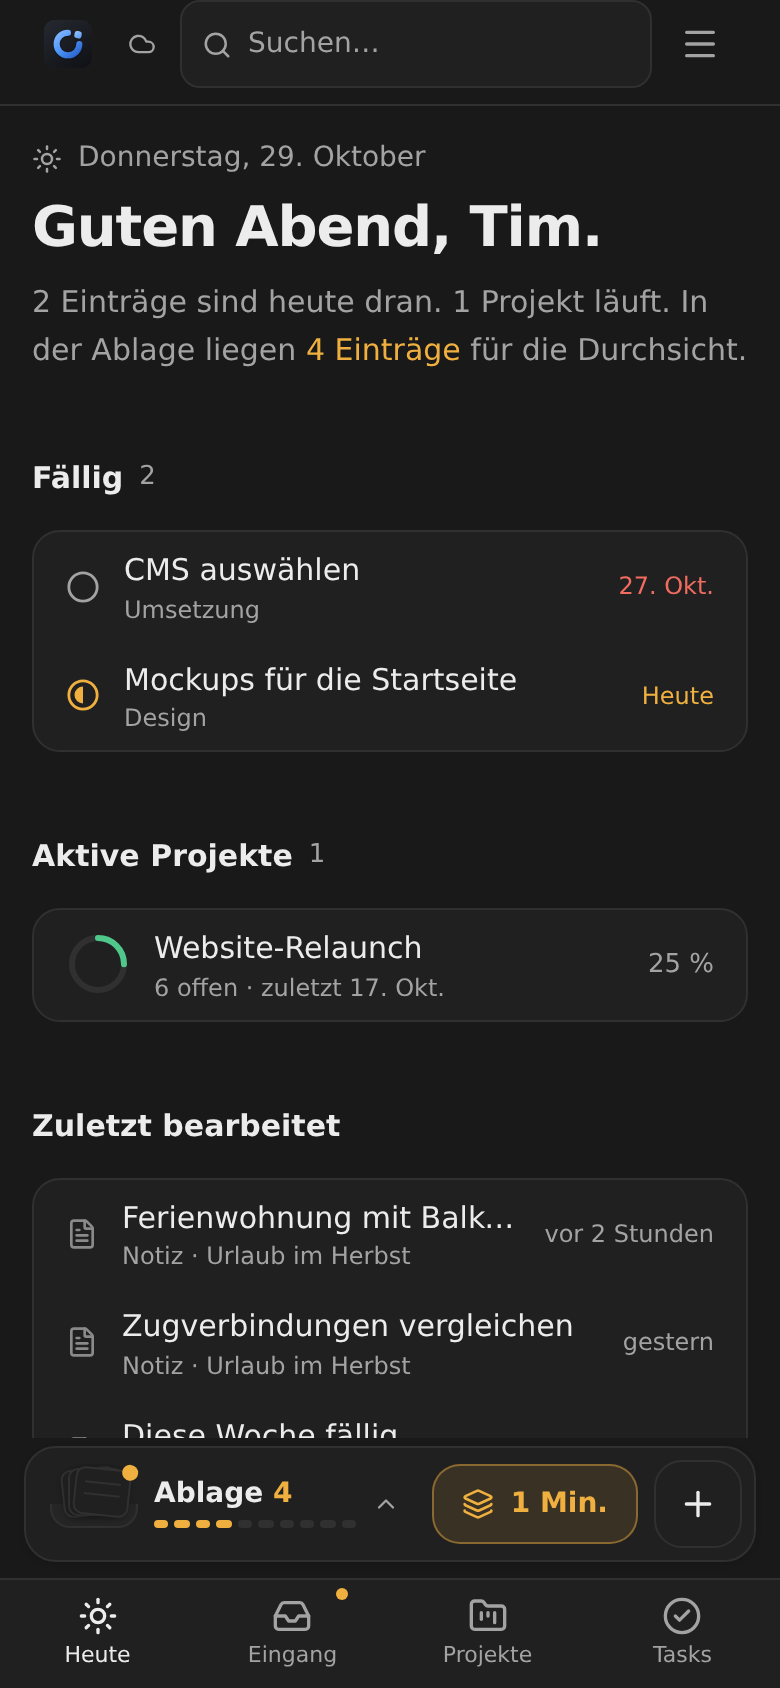 Suchen...
Donnerstag, 29. Oktober
Guten Abend, Tim.
2 Einträge sind heute dran. 1 Projekt läuft. In
der Ablage liegen 4 Einträge für die Durchsicht.
Fällig 2
CMS auswählen
27. Okt.
Umsetzung
Mockups für die Startseite
Heute
Design
Aktive Projekte 1
Website-Relaunch
25 %
6 offen · zuletzt 17. Okt.
Zuletzt bearbeitet
Ferienwohnung mit Balk...
vor 2 Stunden
Notiz · Urlaub im Herbst
Zugverbindungen vergleichen
gestern
Notiz · Urlaub im Herbst
Diese Woche fällig
Ablage 4
1 Min.
Heute
Eingang
Projekte
Tasks